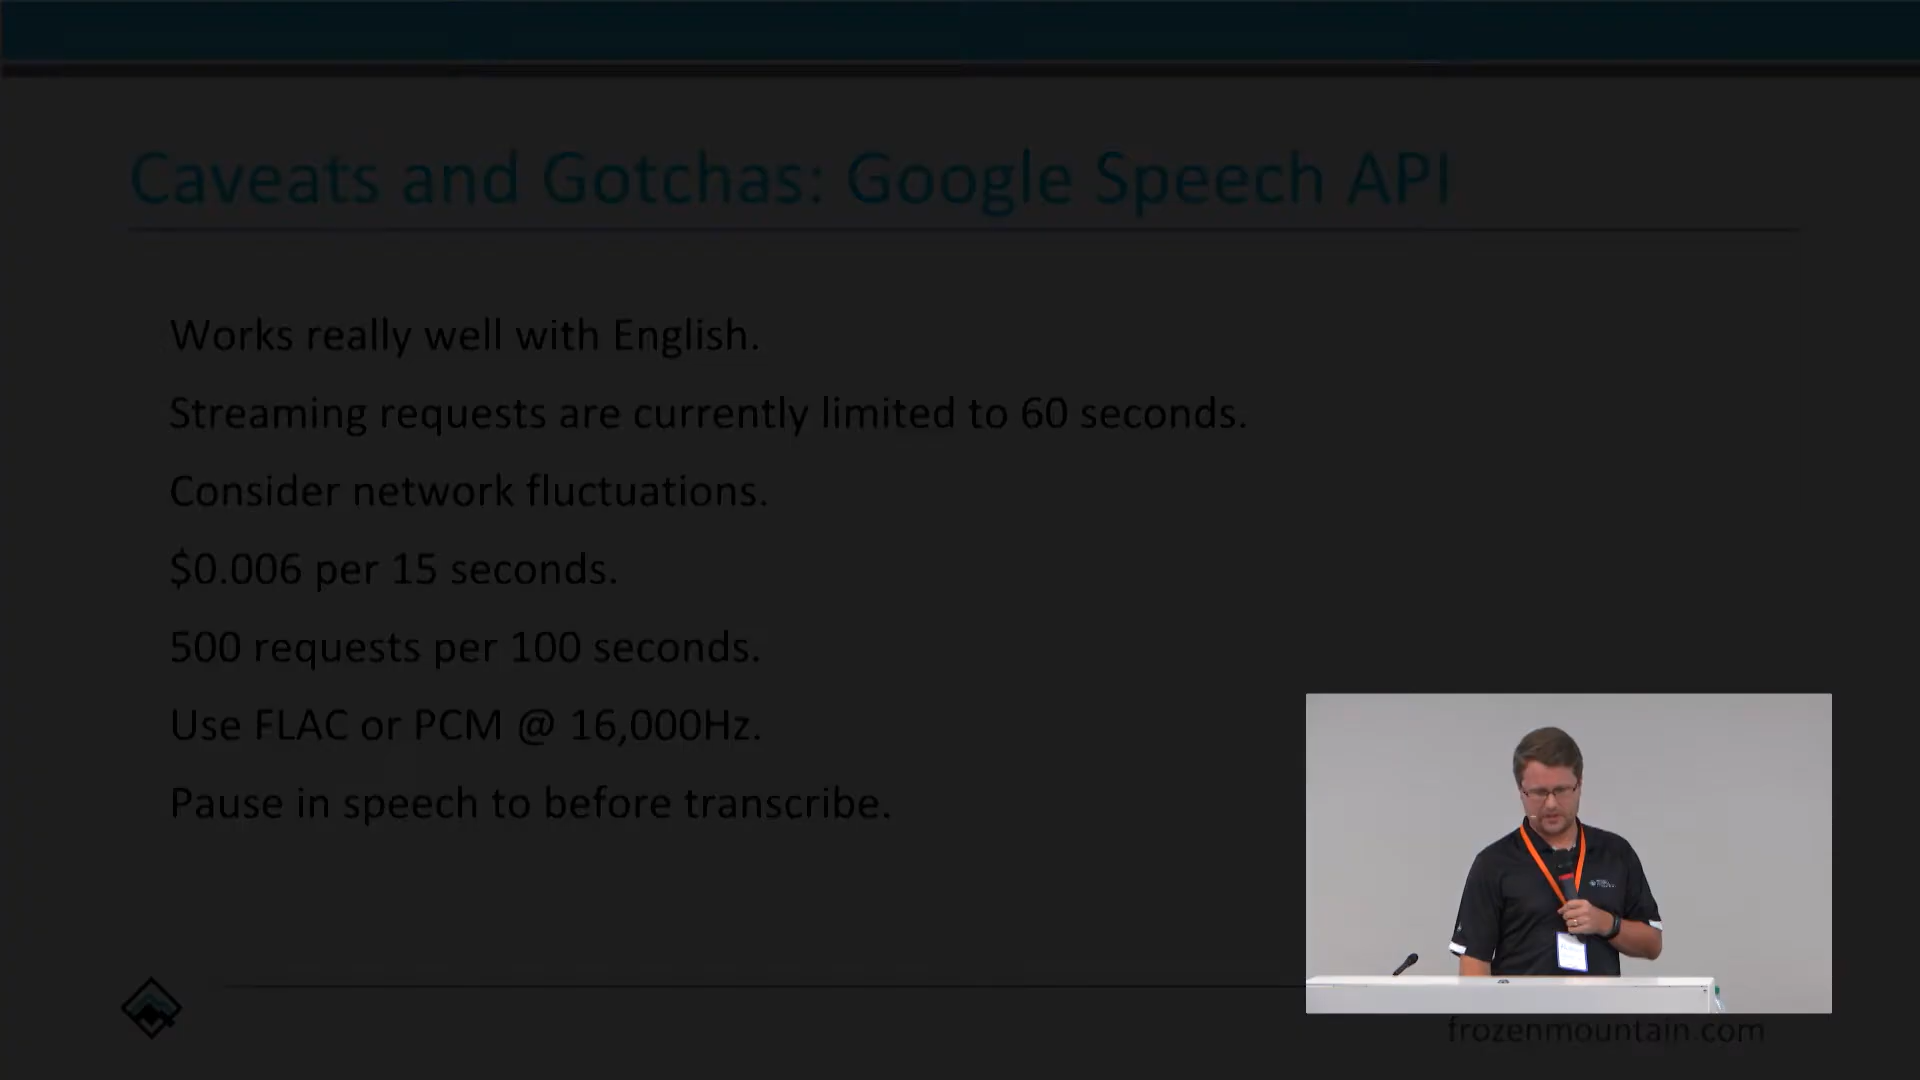 Caveats and Gotchas: Google Speech API
Works really well with English.
Streaming requests are currently limited to 60 seconds.
Consider network fluctuations.
$0.006 per 15 seconds.
500 requests per 100 seconds.
Use FLAC or PCM @ 16,000Hz.
Pause in speech to before transcribe.
frozenmountain.com